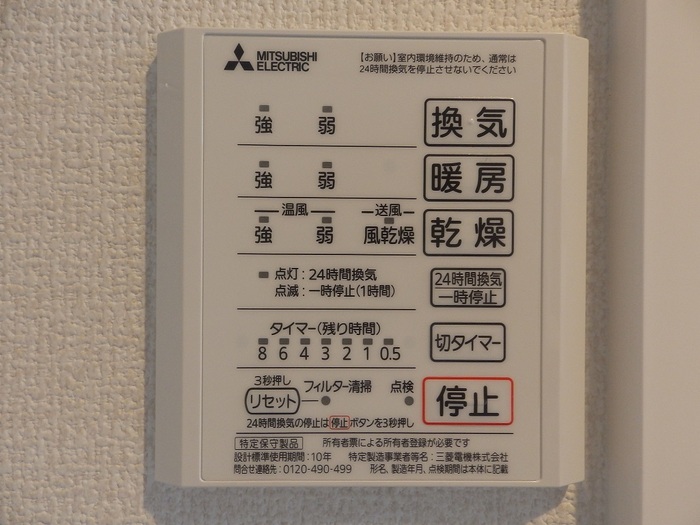 MITSUBISHI
ELECTRIC
【お願い】室内環境維持のため、通常は
24時間換気を停止させないでください
強 弱 換気
強 弱 暖房
温風 送風
強 弱 風乾燥 乾燥
点灯：24時間換気
点滅：一時停止(1時間)
24時間換気
一時停止
タイマー(残り時間)
8 6 4 3 2 1 0.5
切タイマー
3秒押し
リセット フィルター清掃 点検
停止
24時間換気の停止は停止ボタンを3秒押し
特定保守製品 所有者票による所有者登録が必要です
設計標準使用期間：10年 特定製造事業者等名：三菱電機株式会社
問合せ連絡先：0120-490-499 形名、製造年月、点検期間は本体に記載